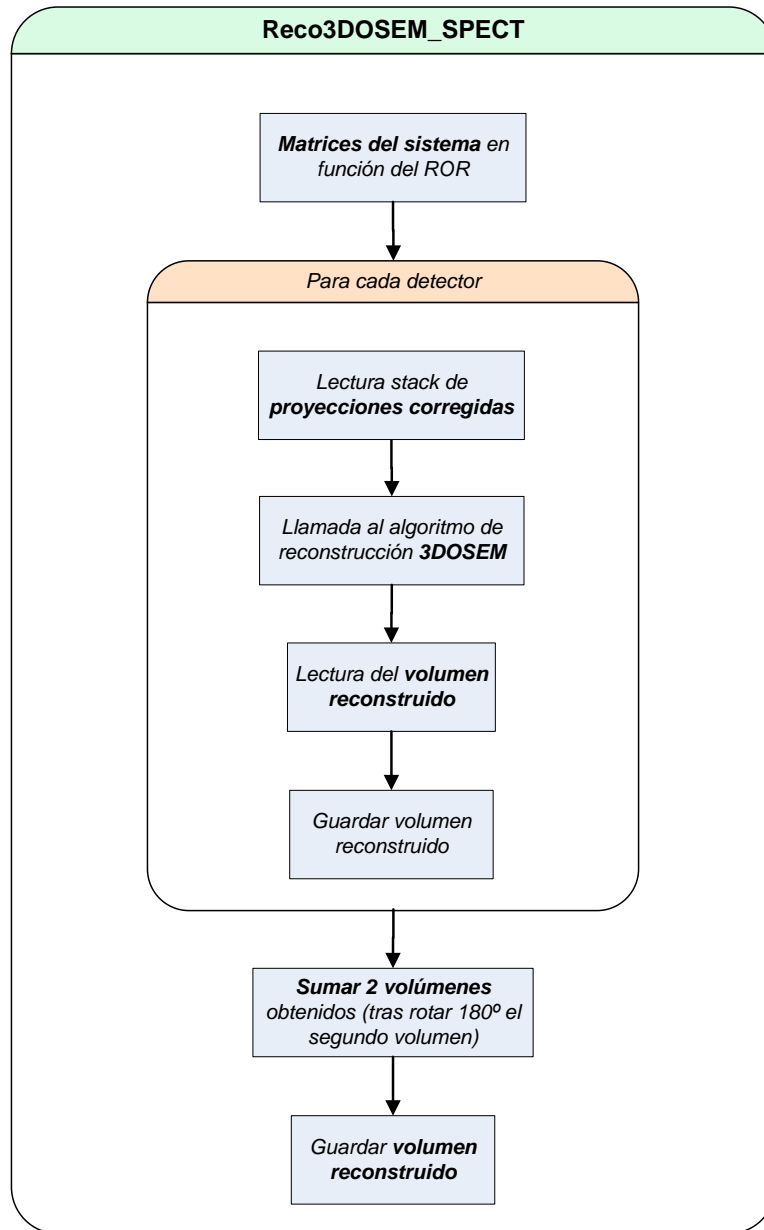 Reco3DOSEM_SPECT
Matrices del sistema en
función del ROR
Para cada detector
Lectura stack de
proyecciones corregidas
Llamada al algoritmo de
reconstrucción 3DOSEM
Lectura del volumen
reconstruido
Guardar volumen
reconstruido
Sumar 2 volúmenes
obtenidos (tras rotar 180º el
segundo volumen)
Guardar volumen
reconstruido